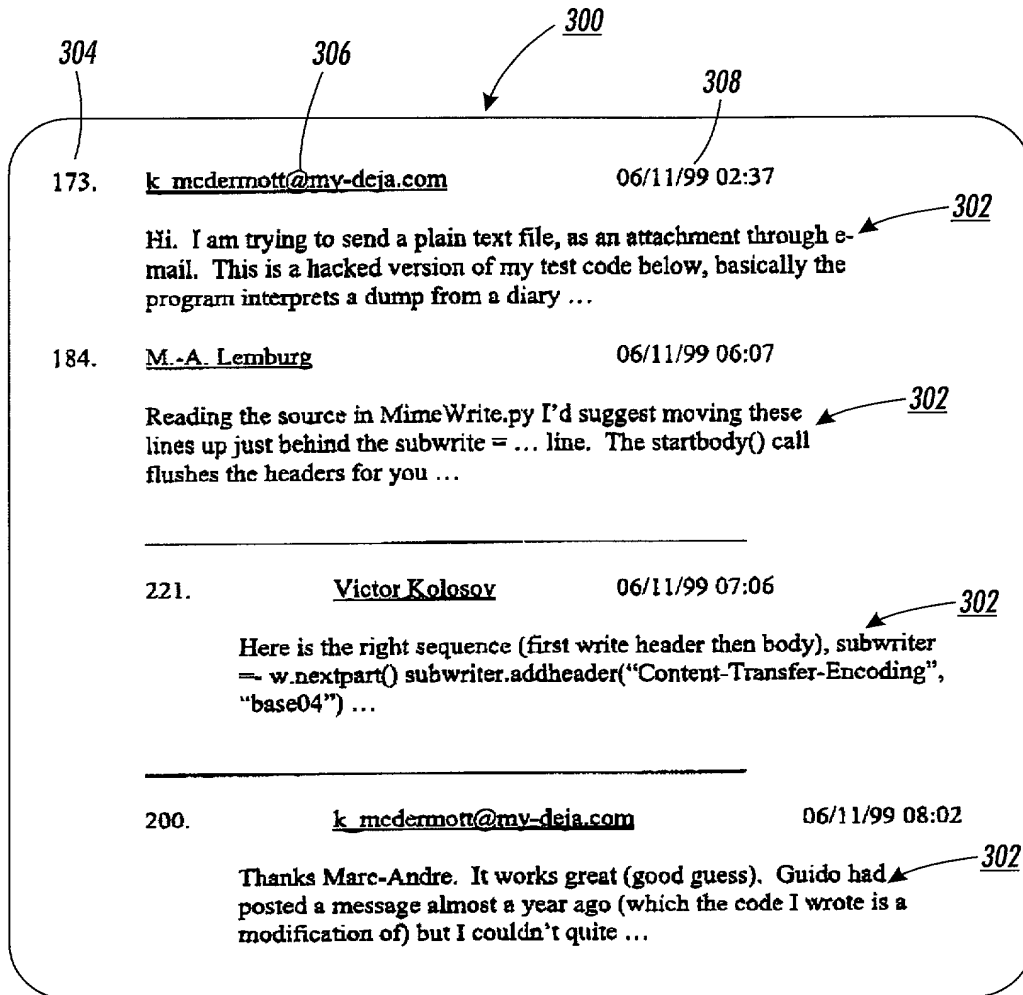 300
304 306
308
173. k_mcdermott@my-deja.com 06/11/99 02:37
302
Hi. I am trying to send a plain text file, as an attachment through e-
mail. This is a hacked version of my test code below, basically the
program interprets a dump from a diary ...
184. M.-A. Lemburg 06/11/99 06:07
302
Reading the source in MimeWrite.py I'd suggest moving these
lines up just behind the subwrite = ... line. The startbody() call
flushes the headers for you ...
221. Victor Kolosov 06/11/99 07:06
302
Here is the right sequence (first write header then body), subwriter
=- w.nextpart() subwriter.addheader("Content-Transfer-Encoding",
"base04") ...
200. k_mcdermott@my-deja.com 06/11/99 08:02
302
Thanks Marc-Andre. It works great (good guess). Guido had
posted a message almost a year ago (which the code I wrote is a
modification of) but I couldn't quite ...